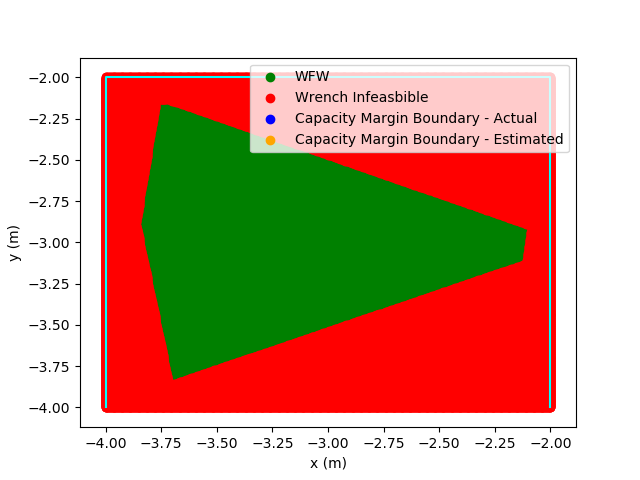 WFW
Wrench Infeasbible
Capacity Margin Boundary - Actual
Capacity Margin Boundary - Estimated
−2.00
−2.25
−2.50
−2.75
−3.00
−3.25
−3.50
−3.75
−4.00
y (m)
−4.00 −3.75 −3.50 −3.25 −3.00 −2.75 −2.50 −2.25 −2.00
x (m)